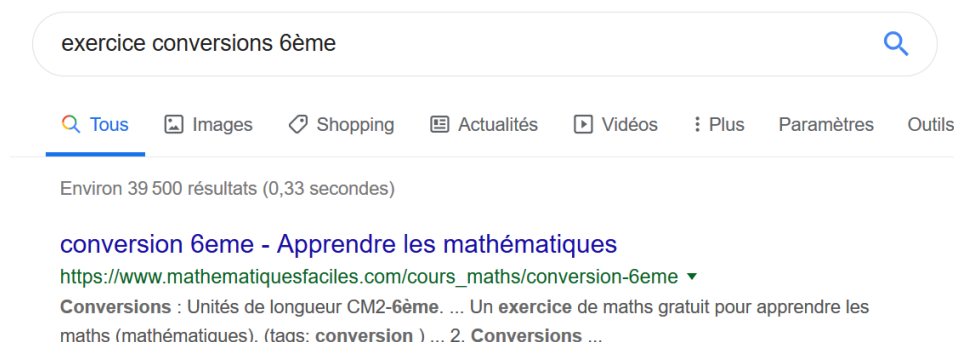 exercice conversions 6ème
Tous Images Shopping Actualités Vidéos Plus Paramètres Outils
Environ 39 500 résultats (0,33 secondes)
conversion 6eme - Apprendre les mathématiques
https://www.mathematiquesfaciles.com/cours_maths/conversion-6eme
Conversions : Unités de longueur CM2-6ème. ... Un exercice de maths gratuit pour apprendre les
maths (mathématiques). (tags: conversion ) ... 2. Conversions ...